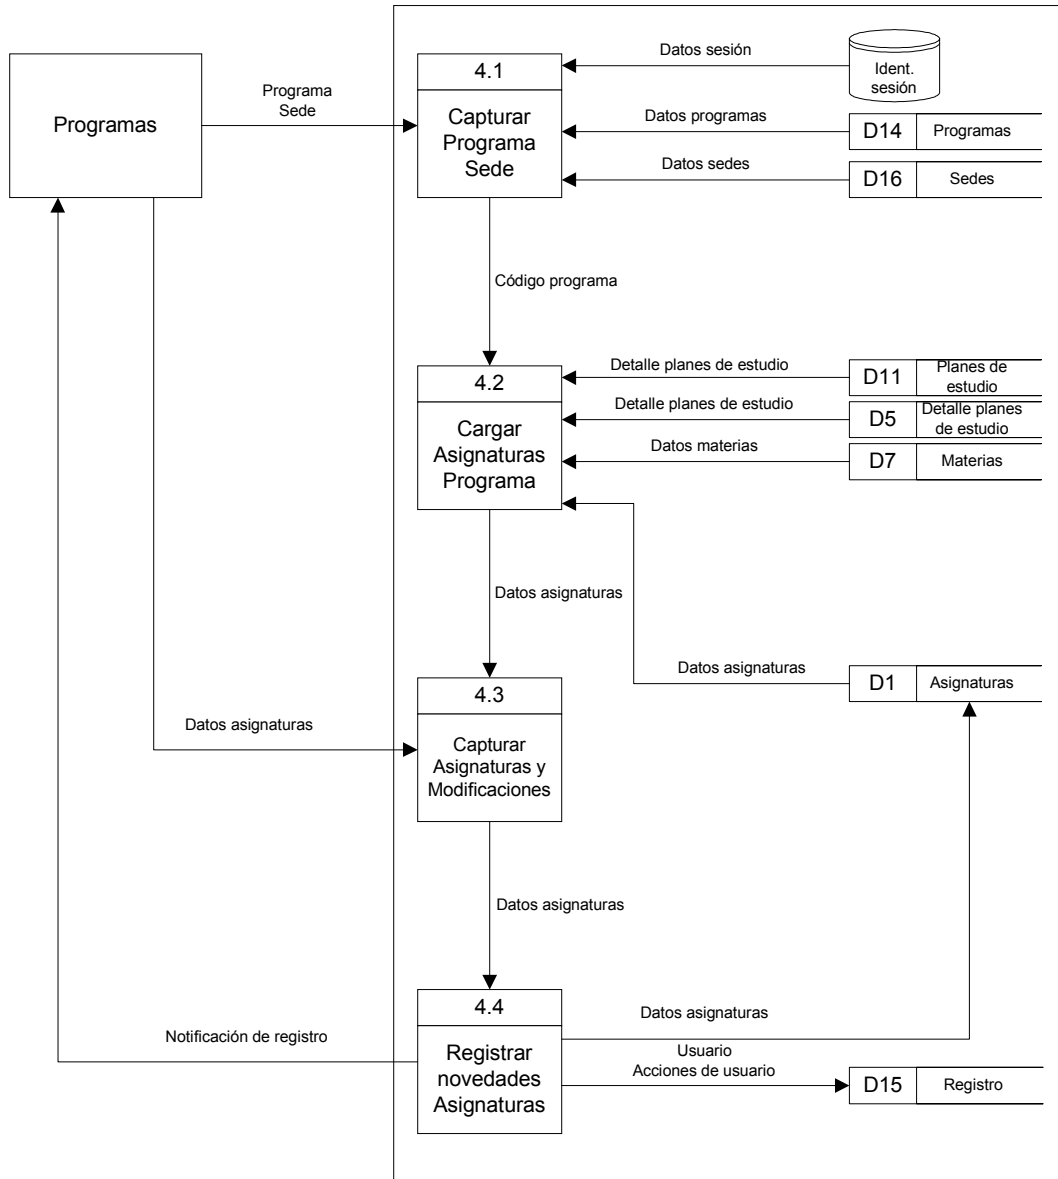 Programas
Programa
Sede
4.1
Capturar
Programa
Sede
Datos sesión
Ident.
sesión
Datos programas
D14
Programas
Datos sedes
D16
Sedes
Código programa
4.2
Cargar
Asignaturas
Programa
Detalle planes de estudio
D11
Planes de
estudio
Detalle planes de estudio
D5
Detalle planes
de estudio
Datos materias
D7
Materias
Datos asignaturas
Datos asignaturas
D1
Asignaturas
4.3
Capturar
Asignaturas y
Modificaciones
Datos asignaturas
Datos asignaturas
4.4
Registrar
novedades
Asignaturas
Notificación de registro
Datos asignaturas
Usuario
Acciones de usuario
D15
Registro